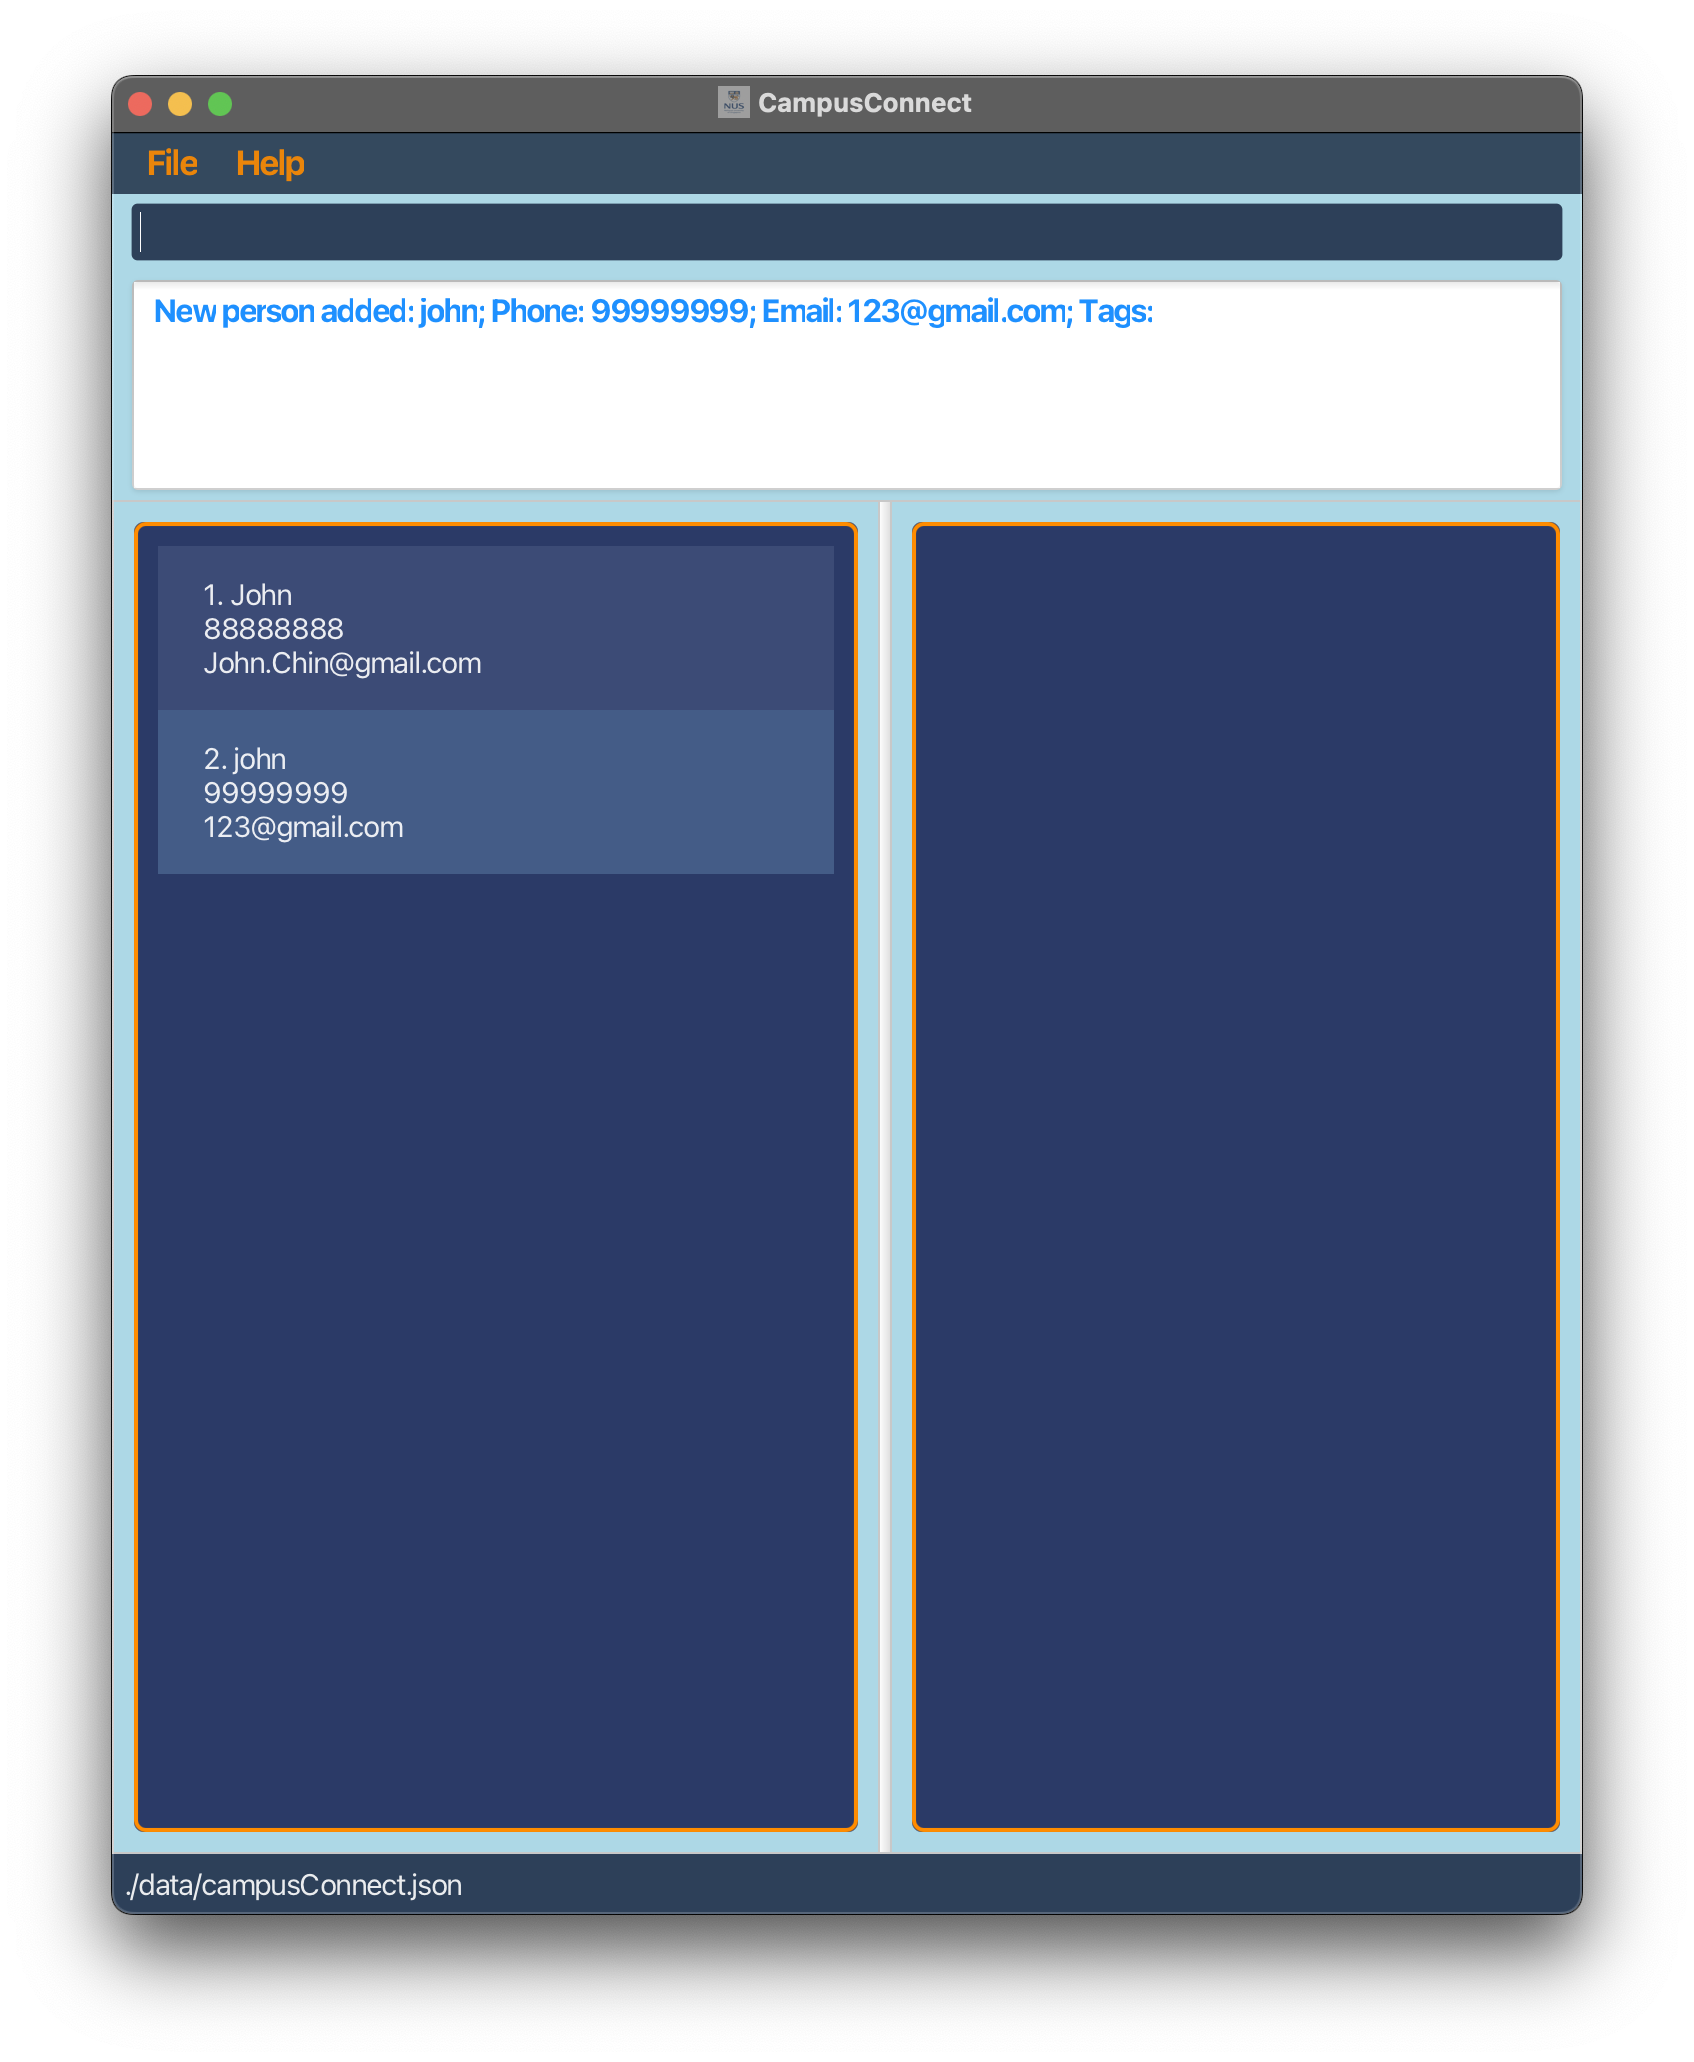 NUS
CampusConnect
File Help
New person added: john; Phone: 99999999; Email: 123@gmail.com; Tags:
1. John
88888888
John.Chin@gmail.com
2. john
99999999
123@gmail.com
./data/campusConnect.json